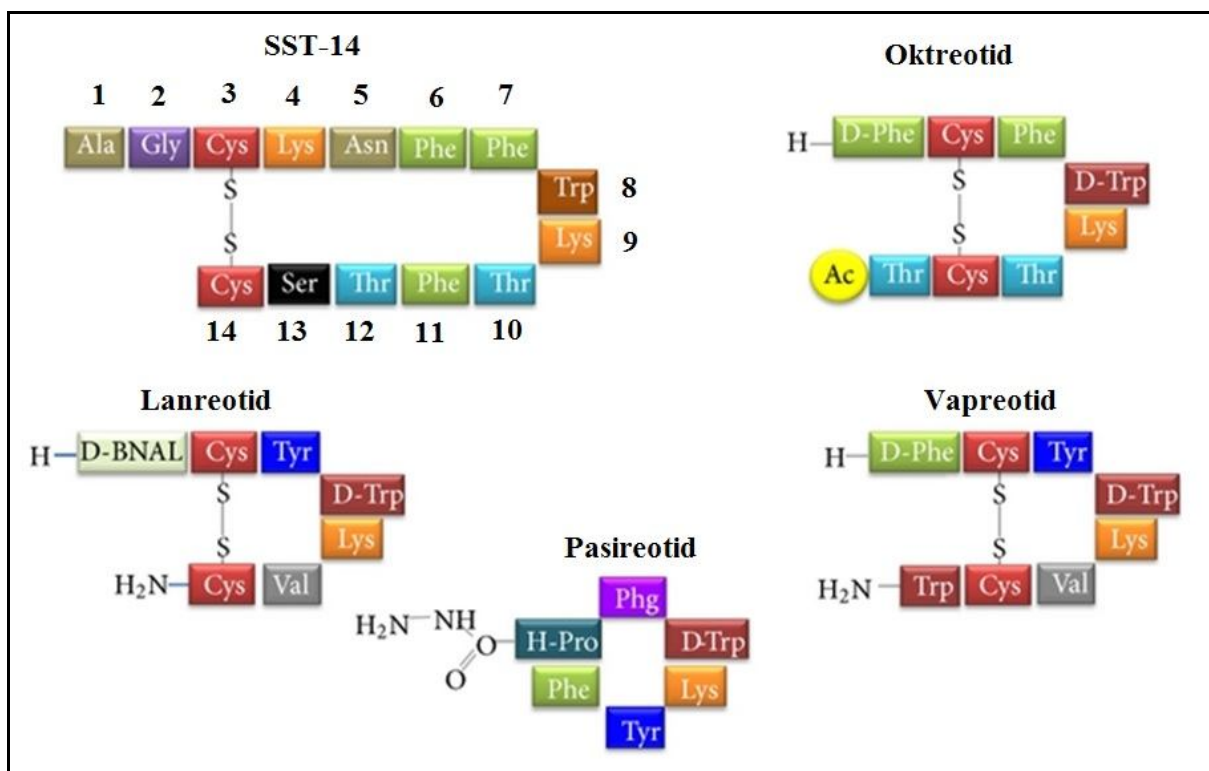 SST-14
1 2 3 4 5 6 7
Ala Gly Cys Lys Asn Phe Phe
S
Trp 8
Lys 9
S
Cys Ser Thr Phe Thr
14 13 12 11 10
Oktreotid
H D-Phe Cys Phe
S
D-Trp
Lys
S
Ac Thr Cys Thr
Lanreotid
H D-BNAL Cys Tyr
S
D-Trp
Lys
S
H₂N Cys Val
Vapreotid
H D-Phe Cys Tyr
S
D-Trp
Lys
S
H₂N Trp Cys Val
Pasireotid
Phg
H₂N NH O H-Pro D-Trp
O
Phe Lys
Tyr